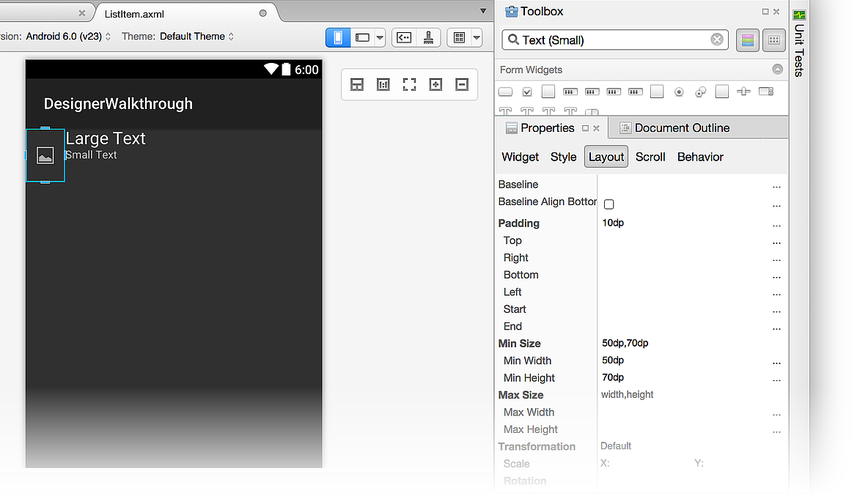 ListItem.axml
sion: Android 6.0 (v23) Theme: Default Theme
6:00
DesignerWalkthrough
Large Text
Small Text
Toolbox
Text (Small)
Form Widgets
Properties
Document Outline
Widget Style Layout Scroll Behavior
Baseline ...
Baseline Align Bottor ...
Padding 10dp ...
Top ...
Right ...
Bottom ...
Left ...
Start ...
End ...
Min Size 50dp,70dp
Min Width 50dp ...
Min Height 70dp ...
Max Size width,height
Max Width ...
Max Height ...
Transformation Default
Scale X: Y:
Rotation
Unit Tests